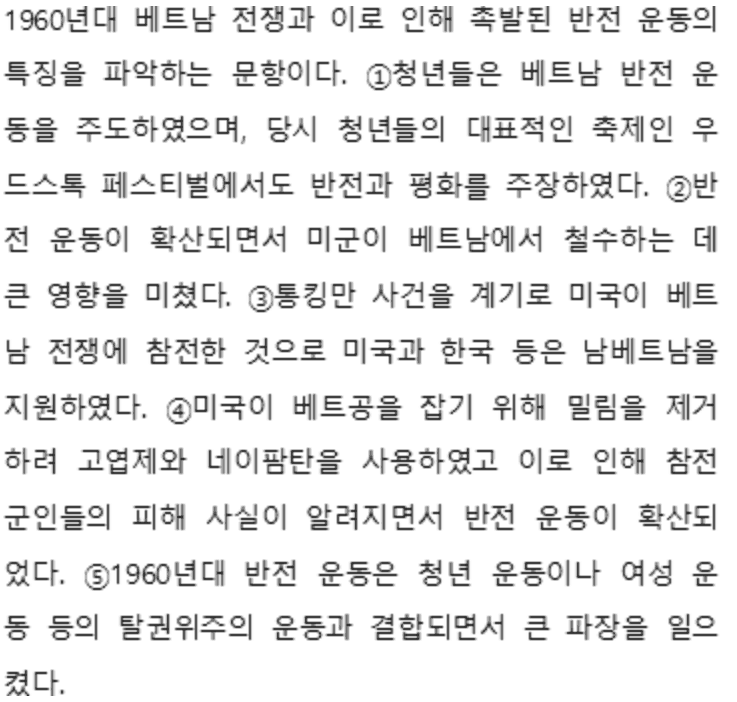 1960년대 베트남 전쟁과 이로 인해 촉발된 반전 운동의
특징을 파악하는 문항이다. ①청년들은 베트남 반전 운
동을 주도하였으며, 당시 청년들의 대표적인 축제인 우
드스톡 페스티벌에서도 반전과 평화를 주장하였다. ②반
전 운동이 확산되면서 미군이 베트남에서 철수하는 데
큰 영향을 미쳤다. ③통킹만 사건을 계기로 미국이 베트
남 전쟁에 참전한 것으로 미국과 한국 등은 남베트남을
지원하였다. ④미국이 베트공을 잡기 위해 밀림을 제거
하려 고엽제와 네이팜탄을 사용하였고 이로 인해 참전
군인들의 피해 사실이 알려지면서 반전 운동이 확산되
었다. ⑤1960년대 반전 운동은 청년 운동이나 여성 운
동 등의 탈권위주의 운동과 결합되면서 큰 파장을 일으
켰다.